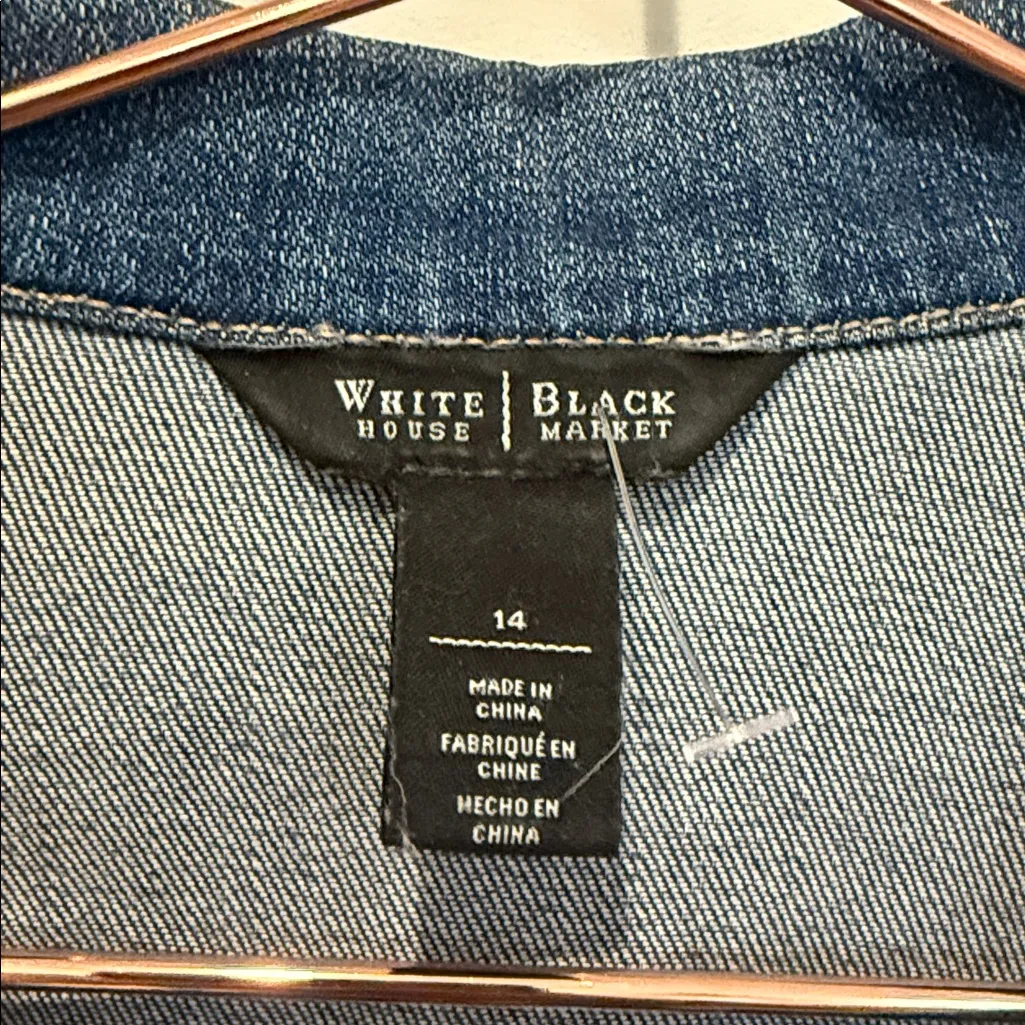 WHITE | BLACK
HOUSE | MARKET
14
MADE IN
CHINA
FABRIQUÉ EN
CHINE
HECHO EN
CHINA